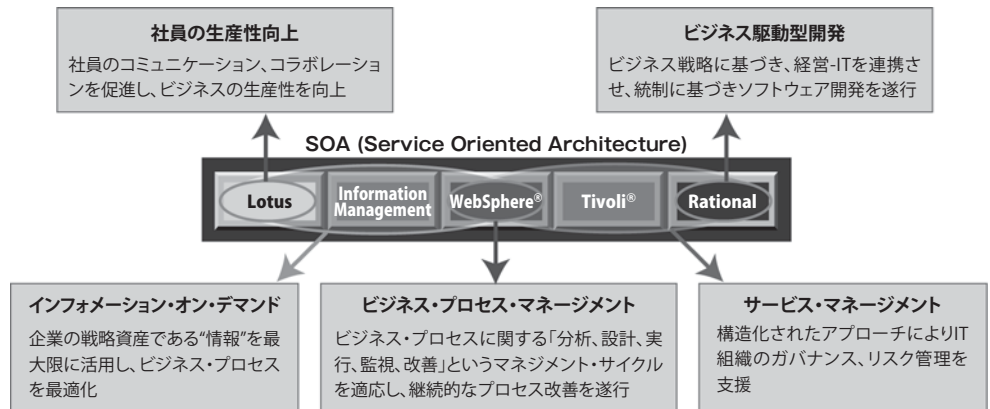 社員の生産性向上
社員のコミュニケーション、コラボレーショ
ンを促進し、ビジネスの生産性を向上
ビジネス駆動型開発
ビジネス戦略に基づき、経営-ITを連携さ
せ、統制に基づきソフトウェア開発を遂行
SOA (Service Oriented Architecture)
Lotus
Information
Management
WebSphere®
Tivoli®
Rational
インフォメーション・オン・デマンド
企業の戦略資産である“情報”を最
大限に活用し、ビジネス・プロセス
を最適化
ビジネス・プロセス・マネージメント
ビジネス・プロセスに関する「分析、設計、実
行、監視、改善」というマネジメント・サイクル
を適応し、継続的なプロセス改善を遂行
サービス・マネージメント
構造化されたアプローチによりIT
組織のガバナンス、リスク管理を
支援